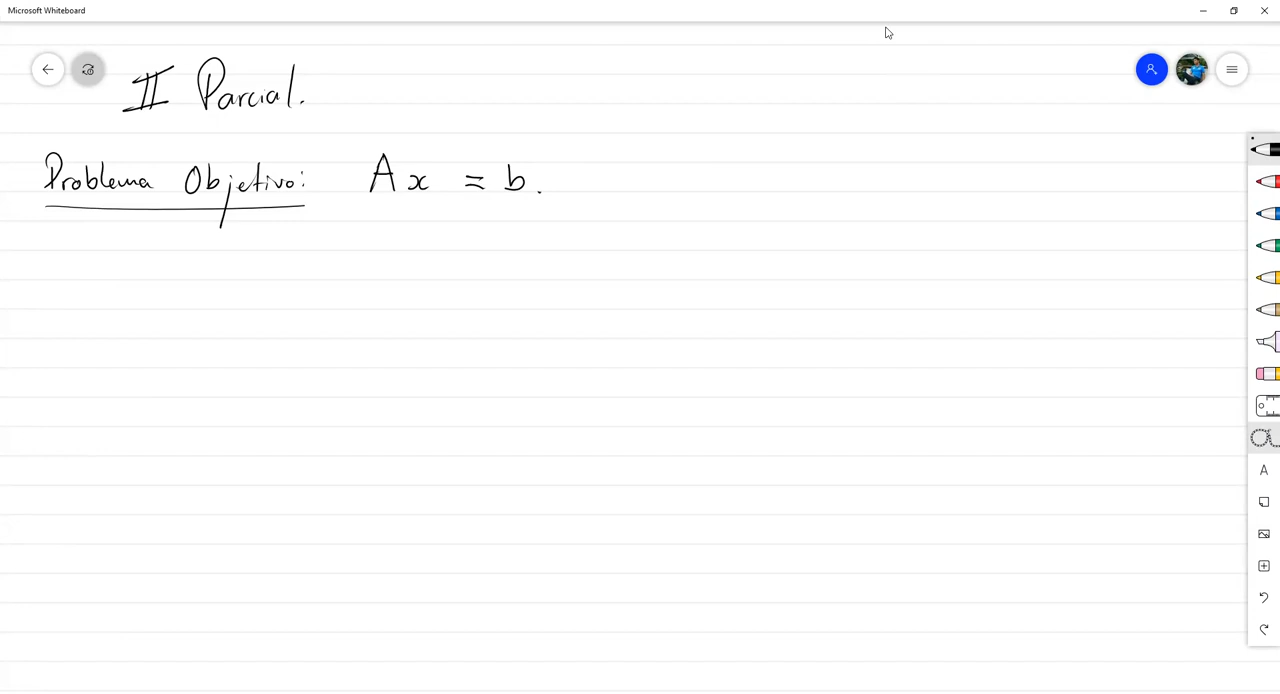 Microsoft Whiteboard
II Parcial.
Problema Objetivo: Ax = b.
A